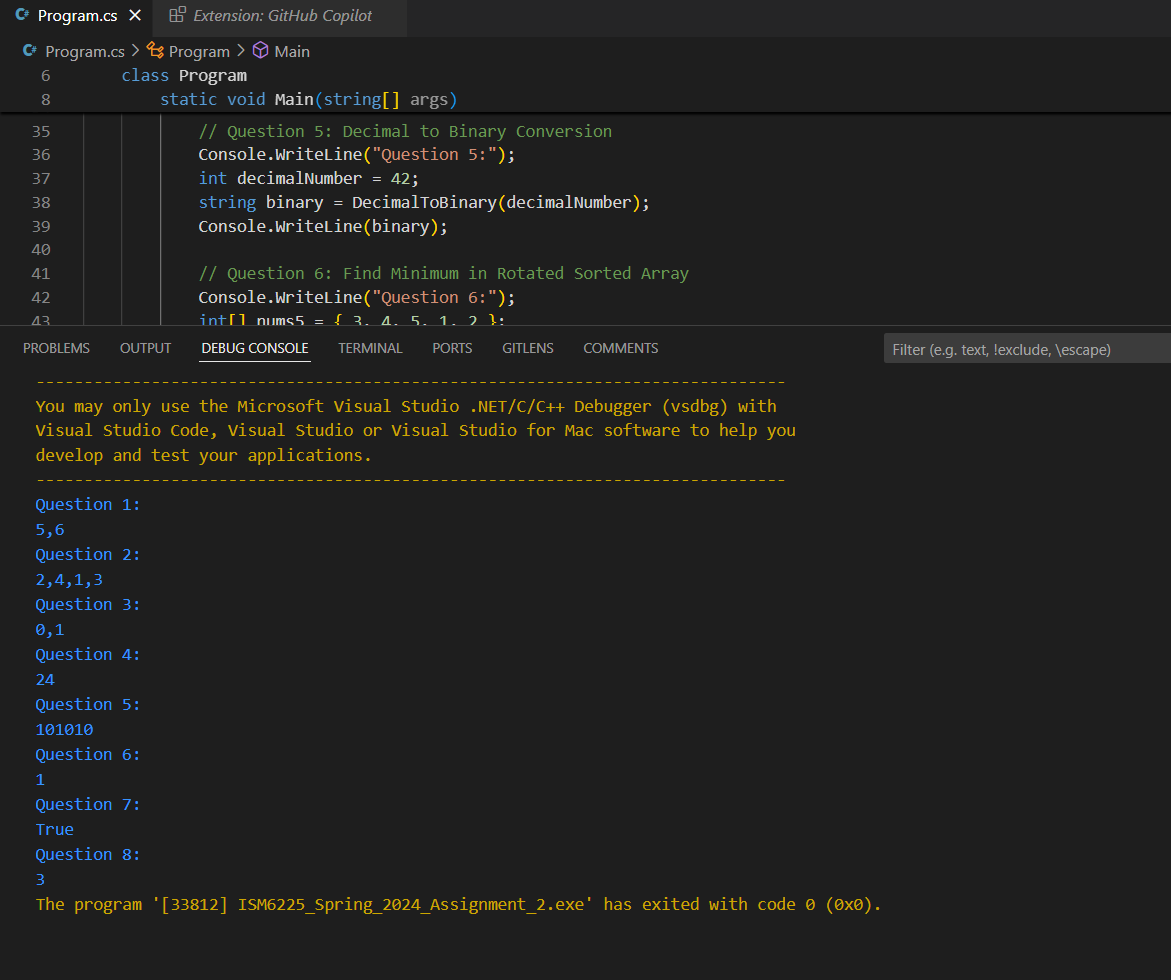 C# Program.cs × Extension: GitHub Copilot
C# Program.cs > Program > Main
6 class Program
8 static void Main(string[] args)
35 // Question 5: Decimal to Binary Conversion
36 Console.WriteLine("Question 5:");
37 int decimalNumber = 42;
38 string binary = DecimalToBinary(decimalNumber);
39 Console.WriteLine(binary);
40
41 // Question 6: Find Minimum in Rotated Sorted Array
42 Console.WriteLine("Question 6:");
43 int[] nums5 = { 3, 4, 5, 1, 2 };
PROBLEMS OUTPUT DEBUG CONSOLE TERMINAL PORTS GITLENS COMMENTS Filter (e.g. text, !exclude, \escape)
------------------------------------------------------------------------------
You may only use the Microsoft Visual Studio .NET/C/C++ Debugger (vsdbg) with
Visual Studio Code, Visual Studio or Visual Studio for Mac software to help you
develop and test your applications.
------------------------------------------------------------------------------
Question 1:
5,6
Question 2:
2,4,1,3
Question 3:
0,1
Question 4:
24
Question 5:
101010
Question 6:
1
Question 7:
True
Question 8:
3
The program '[33812] ISM6225_Spring_2024_Assignment_2.exe' has exited with code 0 (0x0).